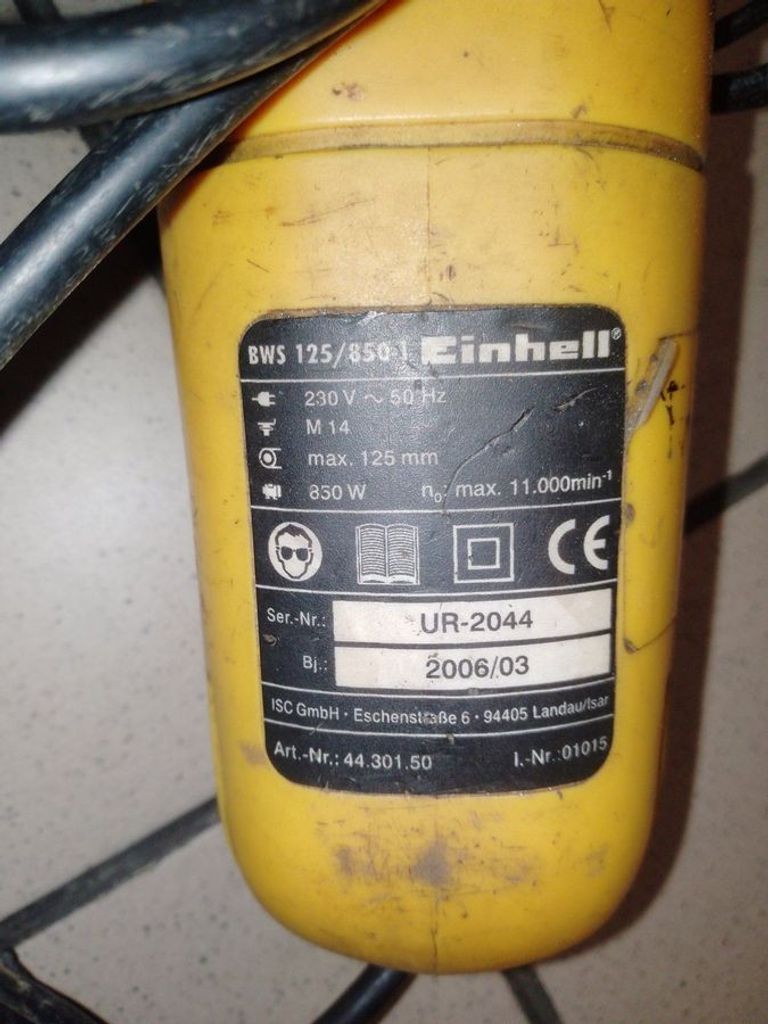 BWS 125/850-1 Einhell®
230 V ~ 50 Hz
M 14
max. 125 mm
850 W n₀: max. 11.000min⁻¹
CE
Ser.-Nr.: UR-2044
Bj.: 2006/03
ISC GmbH · Eschenstraße 6 · 94405 Landau/Isar
Art.-Nr.: 44.301.50 I.-Nr.:01015